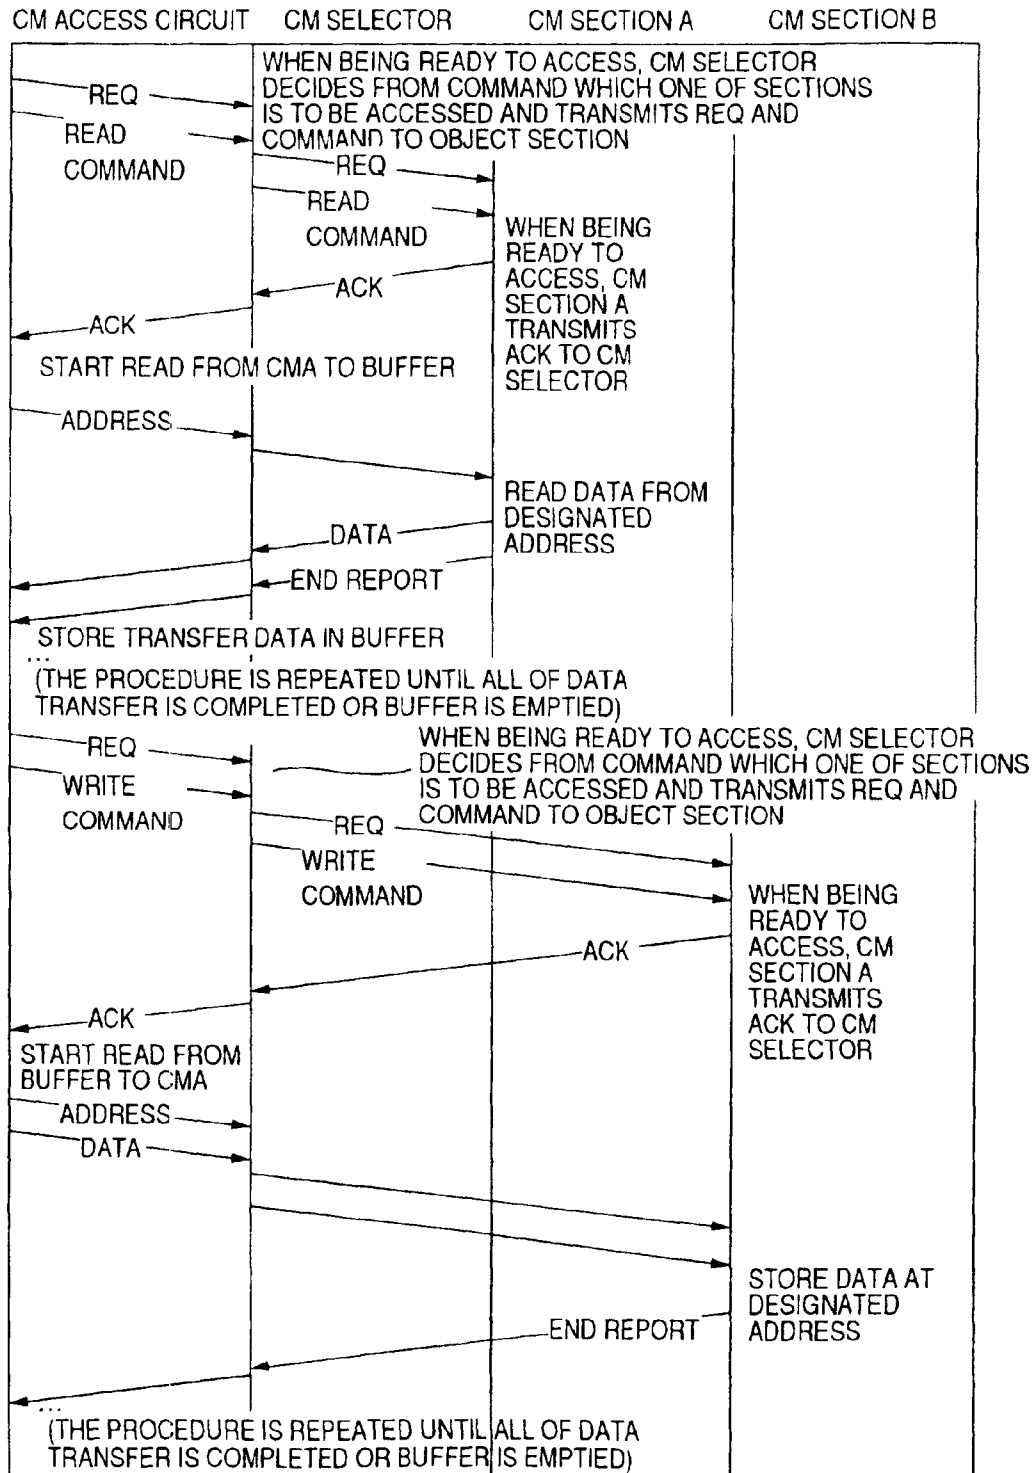 CM ACCESS CIRCUIT CM SELECTOR CM SECTION A CM SECTION B
WHEN BEING READY TO ACCESS, CM SELECTOR
DECIDES FROM COMMAND WHICH ONE OF SECTIONS
IS TO BE ACCESSED AND TRANSMITS REQ AND
COMMAND TO OBJECT SECTION
REQ
READ
COMMAND
REQ
READ
COMMAND
WHEN BEING
READY TO
ACCESS, CM
SECTION A
TRANSMITS
ACK TO CM
SELECTOR
ACK
ACK
START READ FROM CMA TO BUFFER
ADDRESS
READ DATA FROM
DESIGNATED
ADDRESS
DATA
END REPORT
STORE TRANSFER DATA IN BUFFER
...
(THE PROCEDURE IS REPEATED UNTIL ALL OF DATA
TRANSFER IS COMPLETED OR BUFFER IS EMPTIED)
REQ
WRITE
COMMAND
WHEN BEING READY TO ACCESS, CM SELECTOR
DECIDES FROM COMMAND WHICH ONE OF SECTIONS
IS TO BE ACCESSED AND TRANSMITS REQ AND
COMMAND TO OBJECT SECTION
REQ
WRITE
COMMAND
WHEN BEING
READY TO
ACCESS, CM
SECTION A
TRANSMITS
ACK TO CM
SELECTOR
ACK
ACK
START READ FROM
BUFFER TO CMA
ADDRESS
DATA
STORE DATA AT
DESIGNATED
ADDRESS
END REPORT
...
(THE PROCEDURE IS REPEATED UNTIL ALL OF DATA
TRANSFER IS COMPLETED OR BUFFER IS EMPTIED)